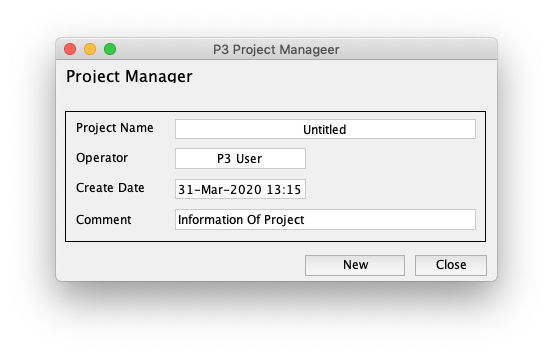 P3 Project Manageer
Project Manager
Project Name Untitled
Operator P3 User
Create Date 31-Mar-2020 13:15
Comment Information Of Project
New Close